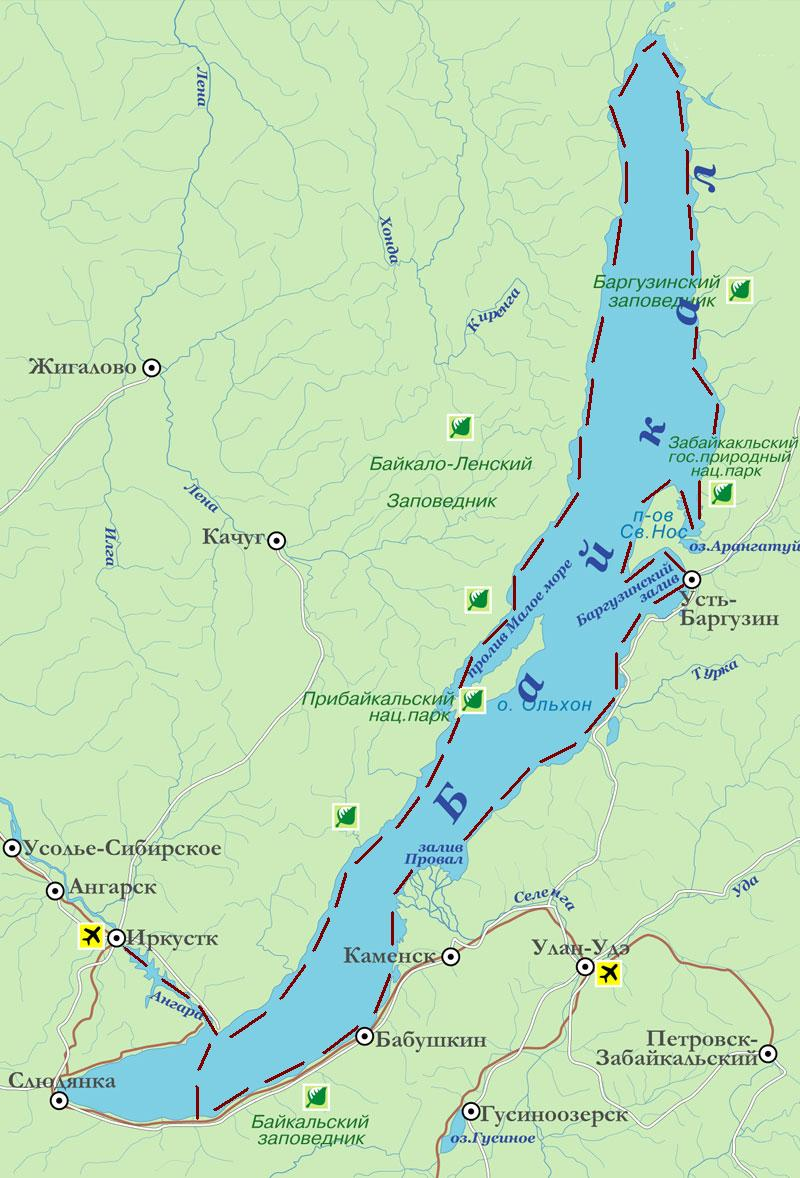 Лена
Хонда
Киренга
Баргузинский
заповедник
Жигалово
Байкало-Ленский
Заповедник
Забайкакльский
гос.природный
нац.парк
Лена
Илга
Качуг
п-ов
Св.Нос
оз.Арангатуй
Баргузинский
залив
Усть-
Баргузин
пролив Малое море
Турка
Прибайкальский
нац.парк
о. Ольхон
Байкал
залив
Провал
Усолье-Сибирское
Ангарск
Иркустк
Ангара
Селенга
Уда
Каменск
Улан-Удэ
Бабушкин
Петровск-
Забайкальский
Слюдянка
Байкальский
заповедник
Гусиноозерск
оз.Гусиное